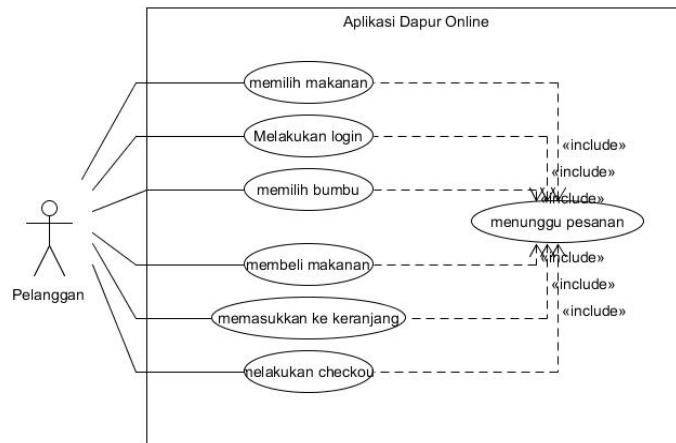 Aplikasi Dapur Online
memilih makanan
Melakukan login
«include»
«include»
memilih bumbu
«include»
menunggu pesanan
Pelanggan
membeli makanan
«include»
«include»
memasukkan ke keranjang
«include»
nelakukan checkou